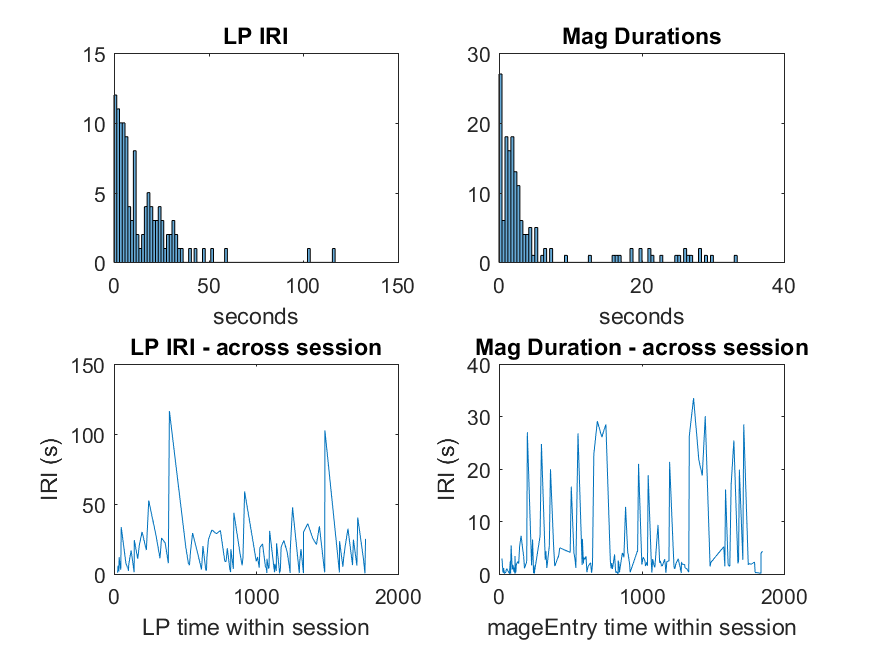 LP IRI
15
10
5
0
0 50 100 150
seconds
Mag Durations
30
20
10
0
0 20 40
seconds
LP IRI - across session
150
100
50
0
IRI (s)
0 1000 2000
LP time within session
Mag Duration - across session
40
30
20
10
0
IRI (s)
0 1000 2000
mageEntry time within session